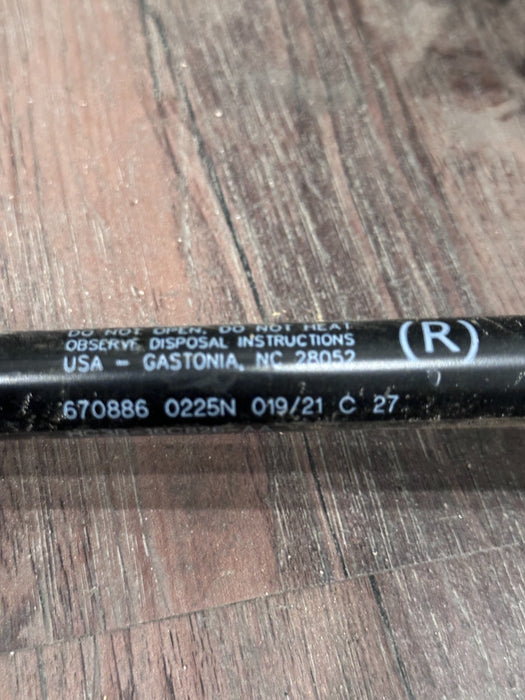 DO NOT OPEN, DO NOT HEAT
OBSERVE DISPOSAL INSTRUCTIONS
USA - GASTONIA, NC 28052
(R)
670886 0225N 019/21 C 27